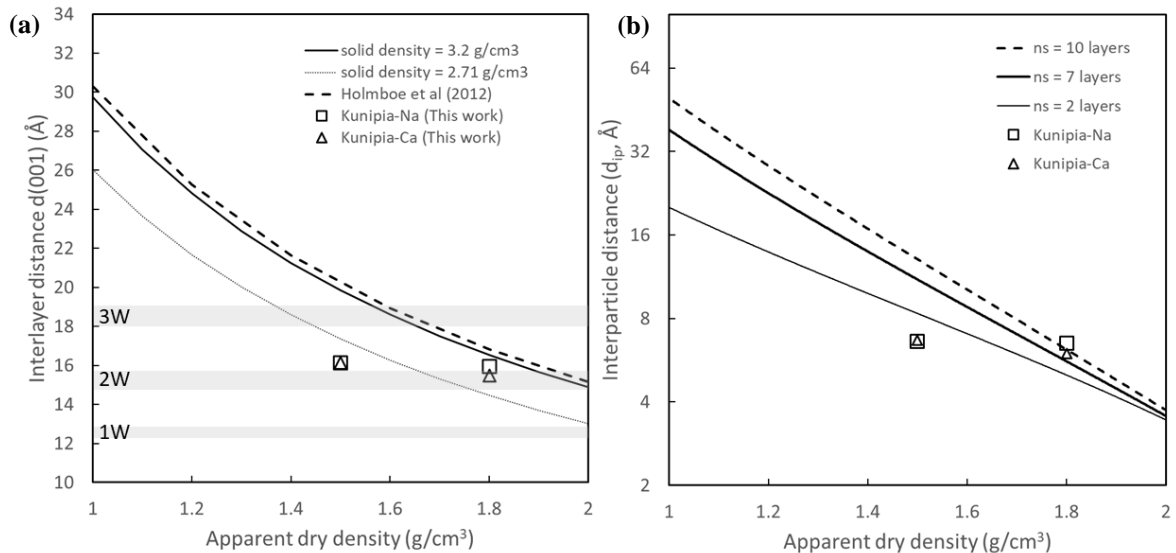 (a)
34
32
30
28
26
24
22
20
18
16
14
12
10
Interlayer distance d(001) (Å)
solid density = 3.2 g/cm3
solid density = 2.71 g/cm3
Holmboe et al (2012)
Kunipia-Na (This work)
Kunipia-Ca (This work)
3W
2W
1W
1
1.2
1.4
1.6
1.8
2
Apparent dry density (g/cm³)
(b)
64
32
16
8
4
2
Interparticle distance (dip, Å)
ns = 10 layers
ns = 7 layers
ns = 2 layers
Kunipia-Na
Kunipia-Ca
1
1.2
1.4
1.6
1.8
2
Apparent dry density (g/cm³)